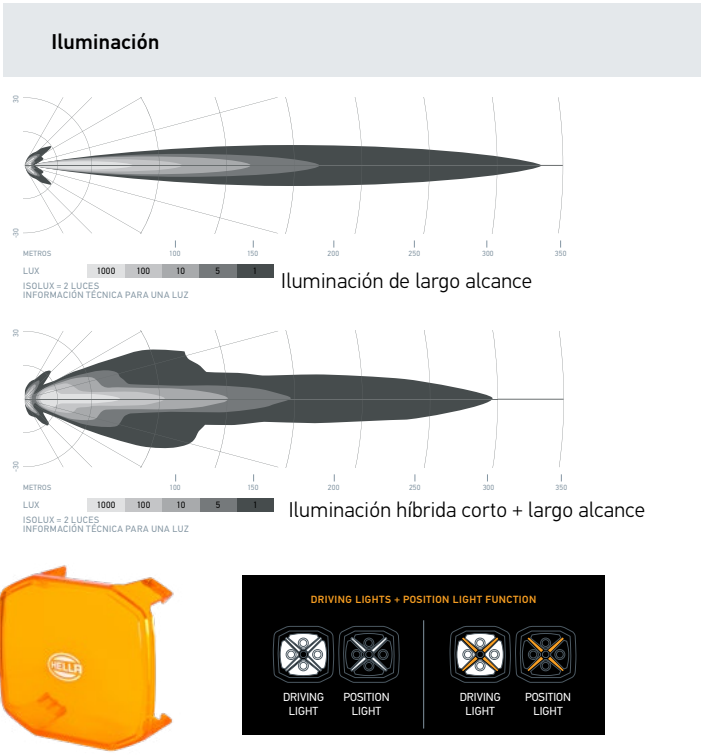 Iluminación
30
-30
METROS
100
150
200
250
300
350
LUX
1000 100 10 5 1
ISOLUX = 2 LUCES
INFORMACIÓN TÉCNICA PARA UNA LUZ
Iluminación de largo alcance
30
-30
METROS
100
150
200
250
300
350
LUX
1000 100 10 5 1
ISOLUX = 2 LUCES
INFORMACIÓN TÉCNICA PARA UNA LUZ
Iluminación híbrida corto + largo alcance
HELLA
DRIVING LIGHTS + POSITION LIGHT FUNCTION
DRIVING
LIGHT
POSITION
LIGHT
DRIVING
LIGHT
POSITION
LIGHT